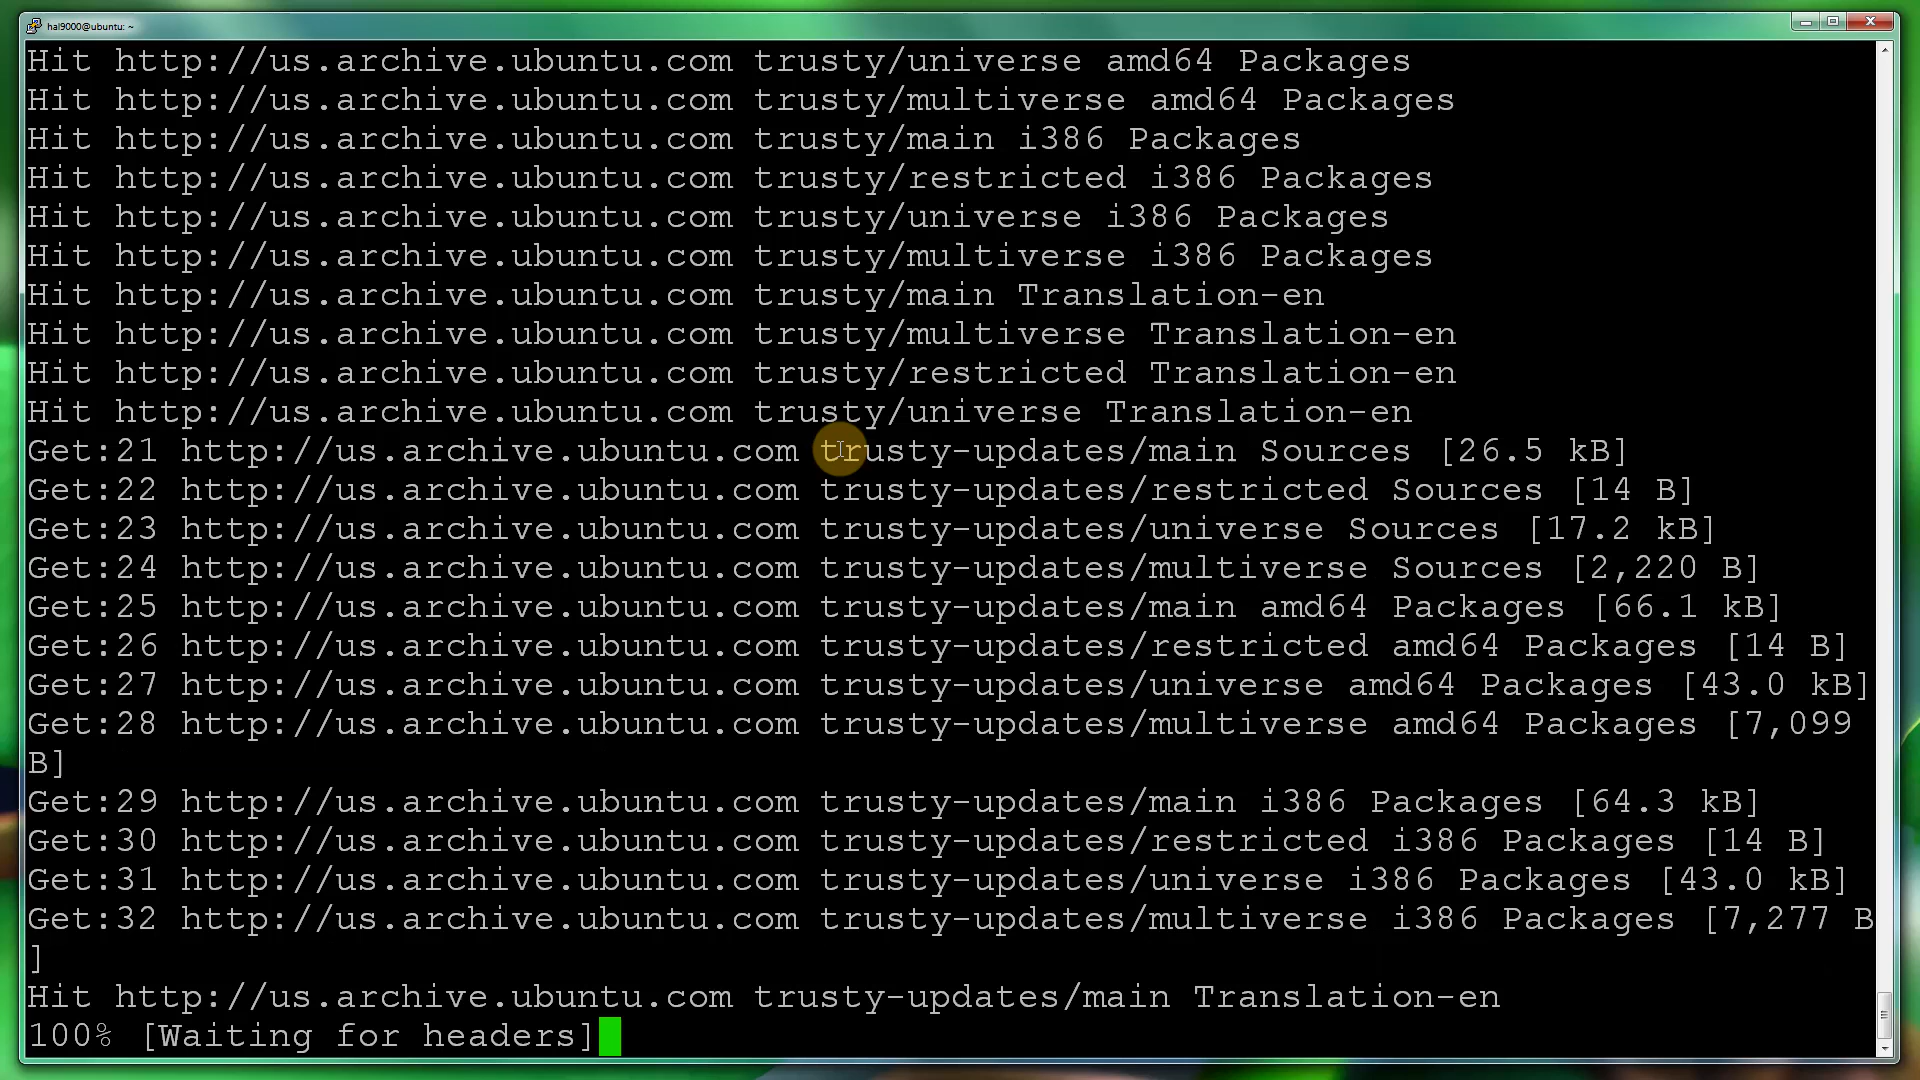 hal9000@ubuntu: ~
Hit http://us.archive.ubuntu.com trusty/universe amd64 Packages
Hit http://us.archive.ubuntu.com trusty/multiverse amd64 Packages
Hit http://us.archive.ubuntu.com trusty/main i386 Packages
Hit http://us.archive.ubuntu.com trusty/restricted i386 Packages
Hit http://us.archive.ubuntu.com trusty/universe i386 Packages
Hit http://us.archive.ubuntu.com trusty/multiverse i386 Packages
Hit http://us.archive.ubuntu.com trusty/main Translation-en
Hit http://us.archive.ubuntu.com trusty/multiverse Translation-en
Hit http://us.archive.ubuntu.com trusty/restricted Translation-en
Hit http://us.archive.ubuntu.com trusty/universe Translation-en
Get:21 http://us.archive.ubuntu.com trusty-updates/main Sources [26.5 kB]
Get:22 http://us.archive.ubuntu.com trusty-updates/restricted Sources [14 B]
Get:23 http://us.archive.ubuntu.com trusty-updates/universe Sources [17.2 kB]
Get:24 http://us.archive.ubuntu.com trusty-updates/multiverse Sources [2,220 B]
Get:25 http://us.archive.ubuntu.com trusty-updates/main amd64 Packages [66.1 kB]
Get:26 http://us.archive.ubuntu.com trusty-updates/restricted amd64 Packages [14 B]
Get:27 http://us.archive.ubuntu.com trusty-updates/universe amd64 Packages [43.0 kB]
Get:28 http://us.archive.ubuntu.com trusty-updates/multiverse amd64 Packages [7,099
B]
Get:29 http://us.archive.ubuntu.com trusty-updates/main i386 Packages [64.3 kB]
Get:30 http://us.archive.ubuntu.com trusty-updates/restricted i386 Packages [14 B]
Get:31 http://us.archive.ubuntu.com trusty-updates/universe i386 Packages [43.0 kB]
Get:32 http://us.archive.ubuntu.com trusty-updates/multiverse i386 Packages [7,277 B
]
Hit http://us.archive.ubuntu.com trusty-updates/main Translation-en
100% [Waiting for headers]